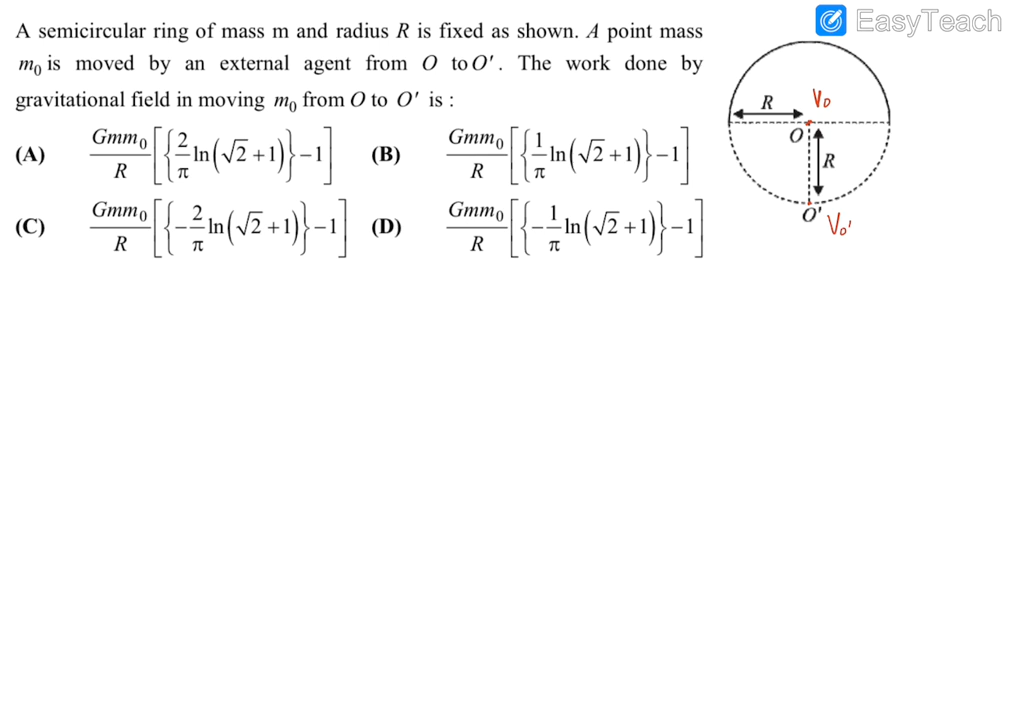 EasyTeach
A semicircular ring of mass m and radius R is fixed as shown. A point mass
m₀ is moved by an external agent from O to O'. The work done by
gravitational field in moving m₀ from O to O' is :
(A) Gmm₀/R [{2/π ln(√2+1)}−1] (B) Gmm₀/R [{1/π ln(√2+1)}−1]
(C) Gmm₀/R [{−2/π ln(√2+1)}−1] (D) Gmm₀/R [{−1/π ln(√2+1)}−1]
R V₀
O
R
O' V₀'